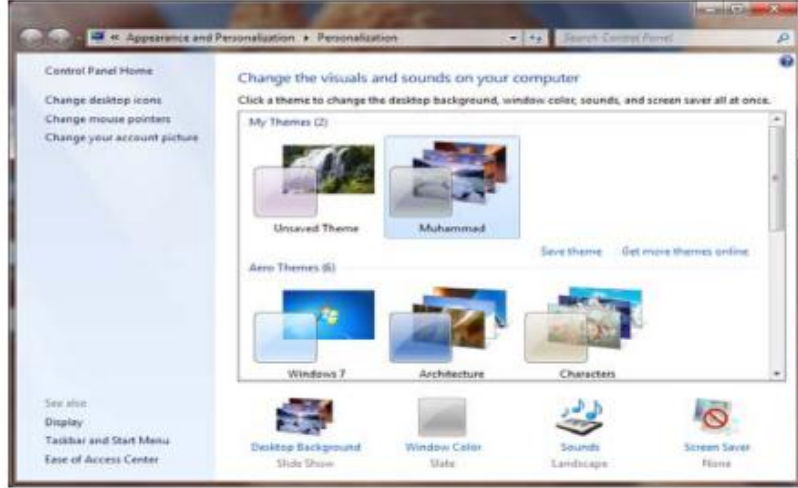 « Appearance and Personalization ▸ Personalization
Search Control Panel
Control Panel Home
Change desktop icons
Change mouse pointers
Change your account picture
Change the visuals and sounds on your computer
Click a theme to change the desktop background, window color, sounds, and screen saver all at once.
My Themes (2)
Unsaved Theme
Muhammad
Save theme
Get more themes online
Aero Themes (6)
Windows 7
Architecture
Characters
See also
Display
Taskbar and Start Menu
Ease of Access Center
Desktop Background
Slide Show
Window Color
Slate
Sounds
Landscape
Screen Saver
None